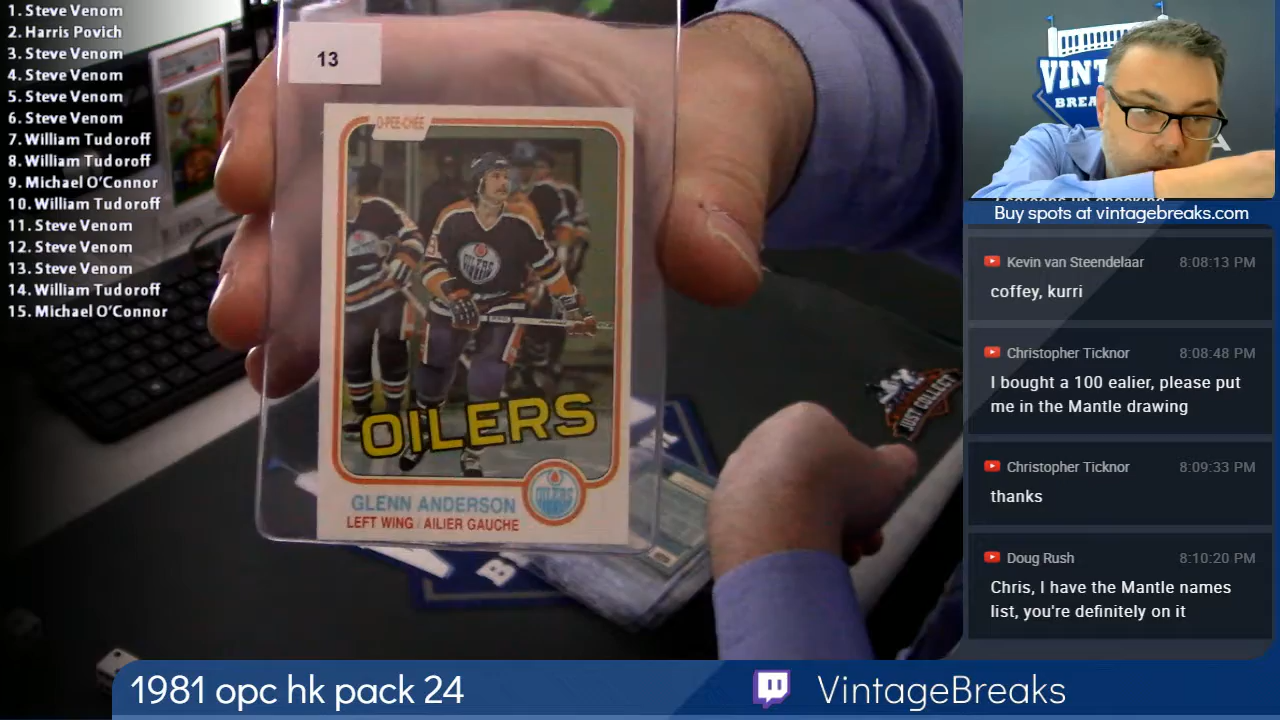 1. Steve Venom
2. Harris Povich
3. Steve Venom
4. Steve Venom
5. Steve Venom
6. Steve Venom
7. William Tudoroff
8. William Tudoroff
9. Michael O'Connor
10. William Tudoroff
11. Steve Venom
12. Steve Venom
13. Steve Venom
14. William Tudoroff
15. Michael O'Connor
13
O-PEE-CHEE
OILERS
OILERS
GLENN ANDERSON
LEFT WING / AILIER GAUCHE
OILERS
JUST COLLECT
Buy spots at vintagebreaks.com
Kevin van Steendelaar 8:08:13 PM
coffey, kurri
Christopher Ticknor 8:08:48 PM
I bought a 100 ealier, please put
me in the Mantle drawing
Christopher Ticknor 8:09:33 PM
thanks
Doug Rush 8:10:20 PM
Chris, I have the Mantle names
list, you're definitely on it
1981 opc hk pack 24
VintageBreaks